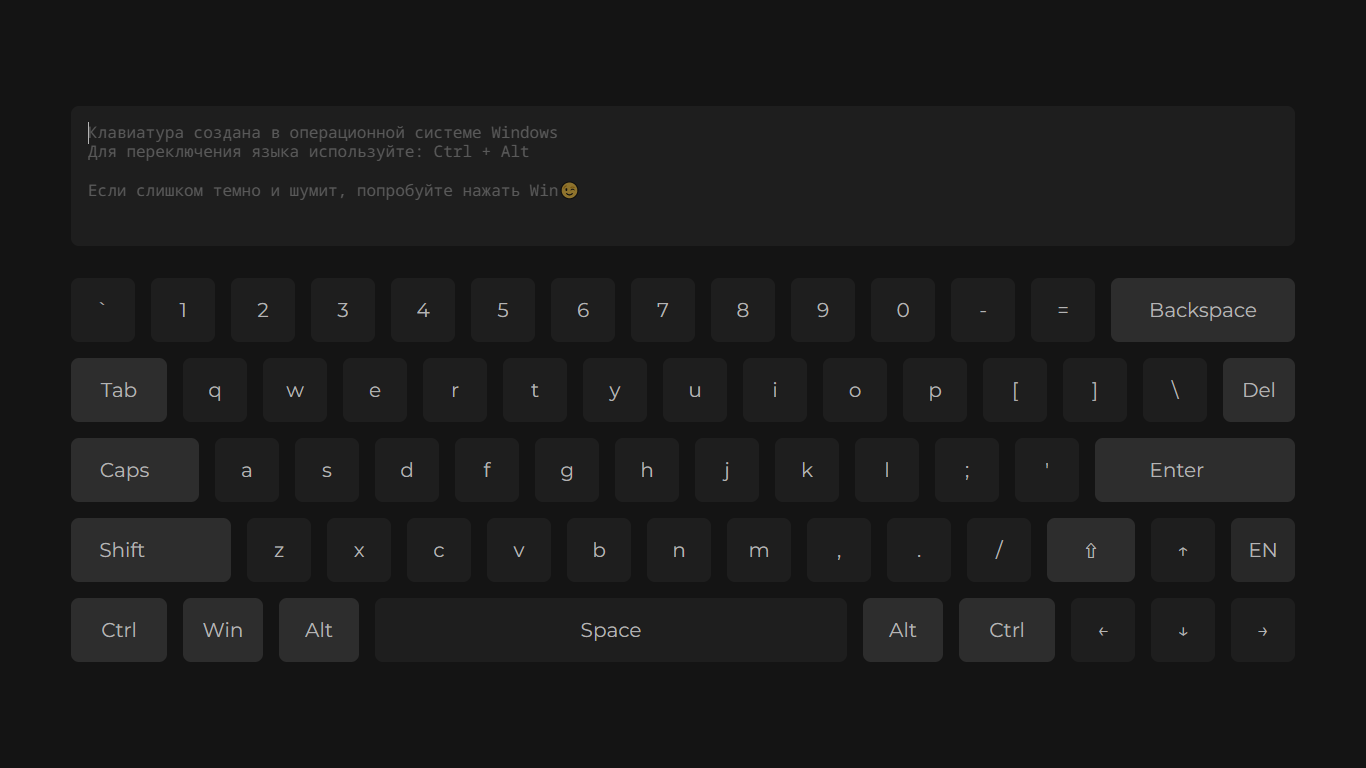 Клавиатура создана в операционной системе Windows
Для переключения языка используйте: Ctrl + Alt
Если слишком темно и шумит, попробуйте нажать Win😉
` 1 2 3 4 5 6 7 8 9 0 - = Backspace
Tab q w e r t y u i o p [ ] \ Del
Caps a s d f g h j k l ; ' Enter
Shift z x c v b n m , . / ⇧ ↑ EN
Ctrl Win Alt Space Alt Ctrl ← ↓ →